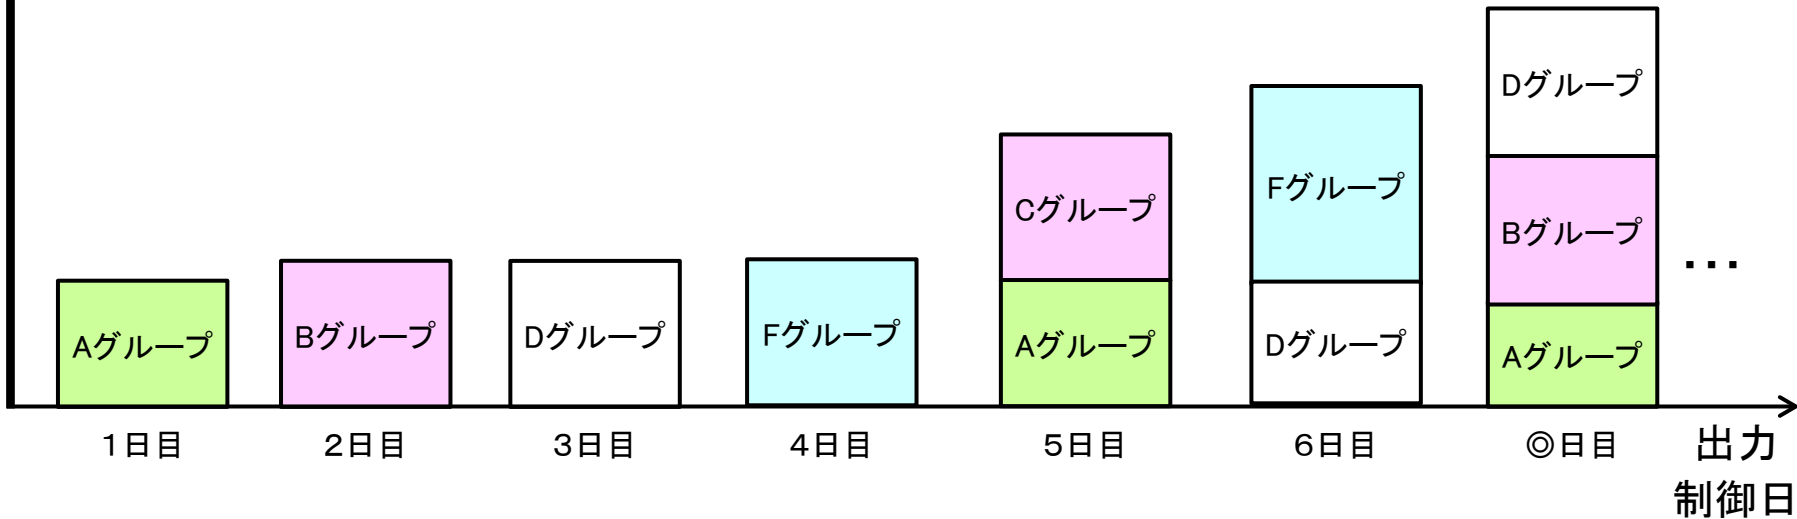 Dグループ
Cグループ
Fグループ
Bグループ
Aグループ
Bグループ
Dグループ
Fグループ
Aグループ
Dグループ
Aグループ
…
1日目
2日目
3日目
4日目
5日目
6日目
◎日目
出力
制御日